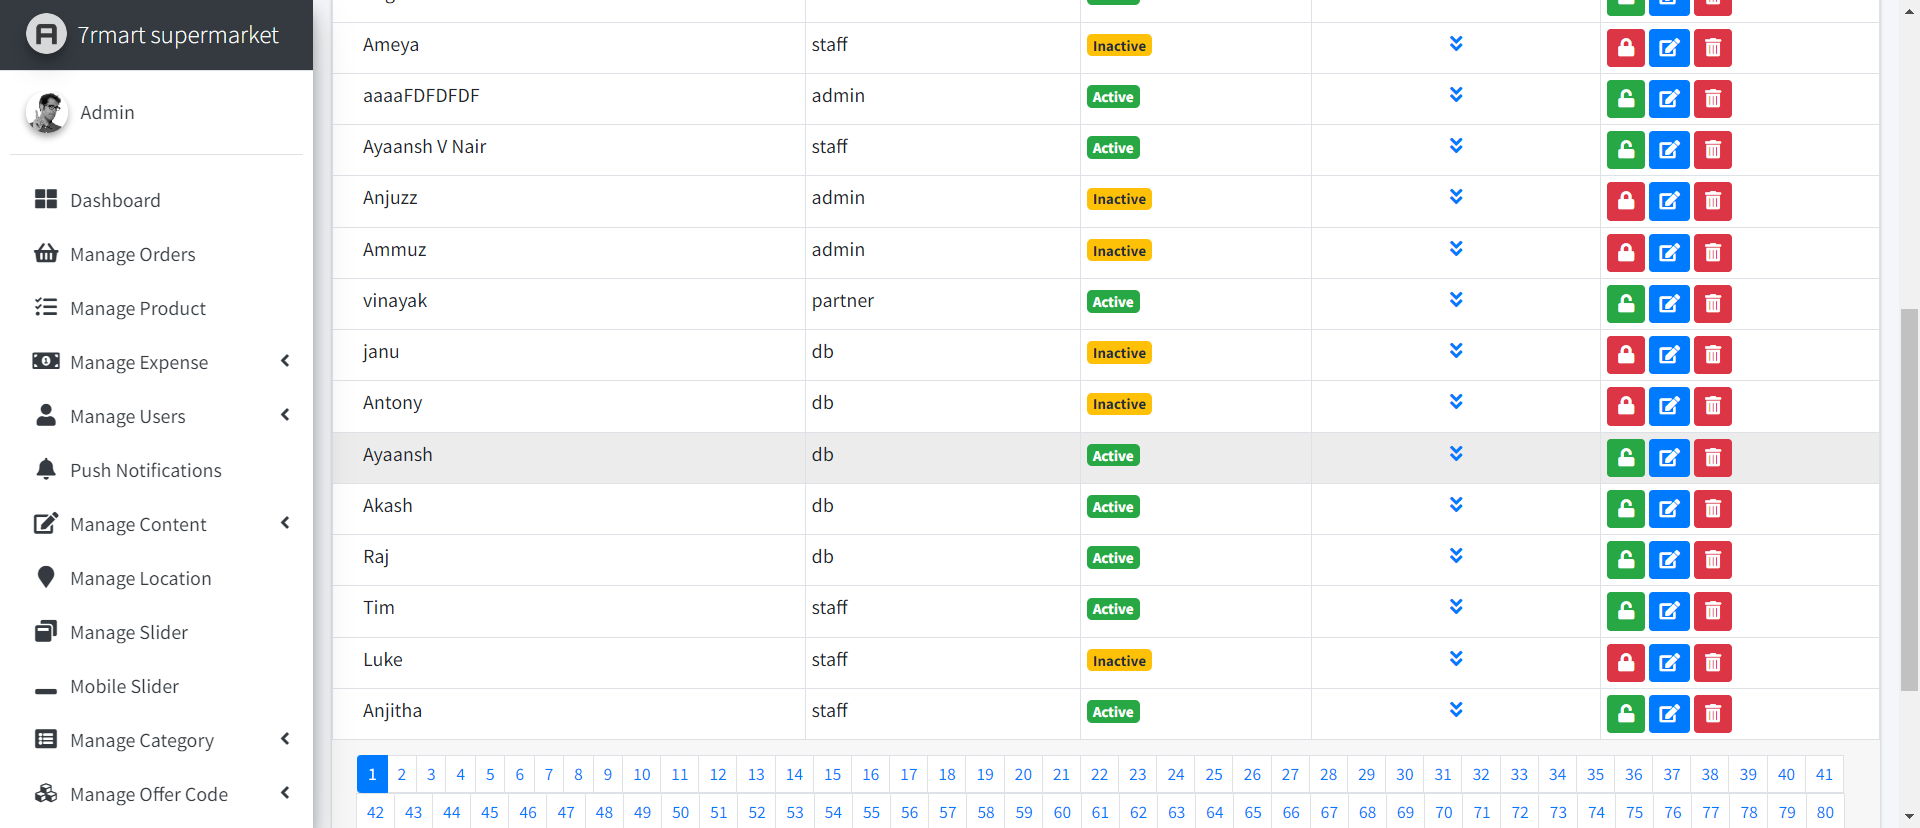 7rmart supermarket
Admin
Dashboard
Manage Orders
Manage Product
Manage Expense
Manage Users
Push Notifications
Manage Content
Manage Location
Manage Slider
Mobile Slider
Manage Category
Manage Offer Code
Ameya staff Inactive
aaaaFDFDFDF admin Active
Ayaansh V Nair staff Active
Anjuzz admin Inactive
Ammuz admin Inactive
vinayak partner Active
janu db Inactive
Antony db Inactive
Ayaansh db Active
Akash db Active
Raj db Active
Tim staff Active
Luke staff Inactive
Anjitha staff Active
1 2 3 4 5 6 7 8 9 10 11 12 13 14 15 16 17 18 19 20 21 22 23 24 25 26 27 28 29 30 31 32 33 34 35 36 37 38 39 40 41
42 43 44 45 46 47 48 49 50 51 52 53 54 55 56 57 58 59 60 61 62 63 64 65 66 67 68 69 70 71 72 73 74 75 76 77 78 79 80